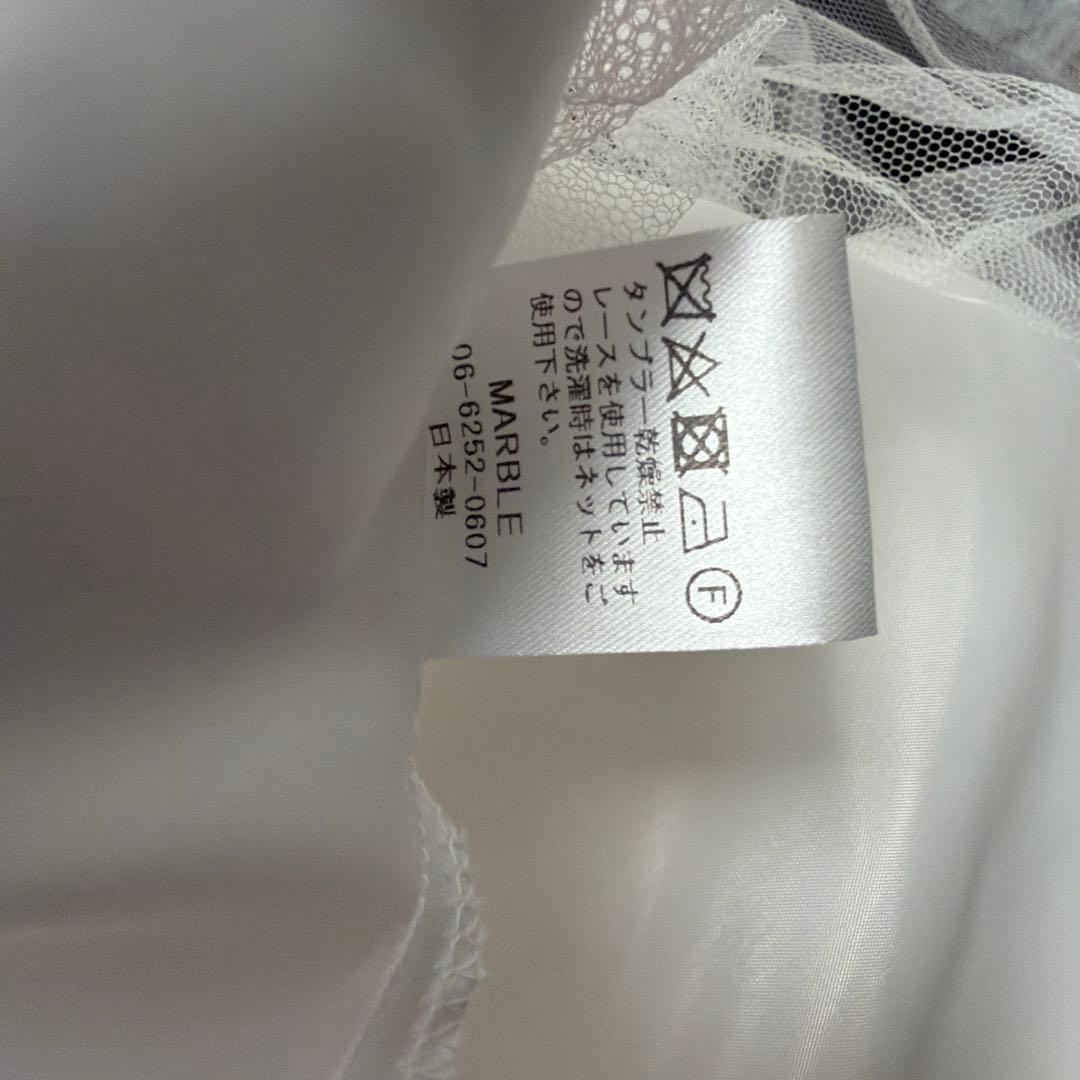 F
タンブラー乾燥禁止
レースを使用しています
ので洗濯時はネットをご
使用下さい。
MARBLE
06-6252-0607
日本製